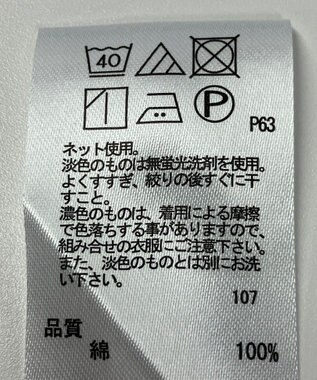 40
P
P63
ネット使用。
淡色のものは無蛍光洗剤を使用。
よくすすぎ、絞りの後すぐに干
すこと。
濃色のものは、着用による摩擦
で色落ちする事がありますので、
組み合せの衣服にご注意下さい。
また、淡色のものとは別にお洗
い下さい。
107
品質
綿 100%